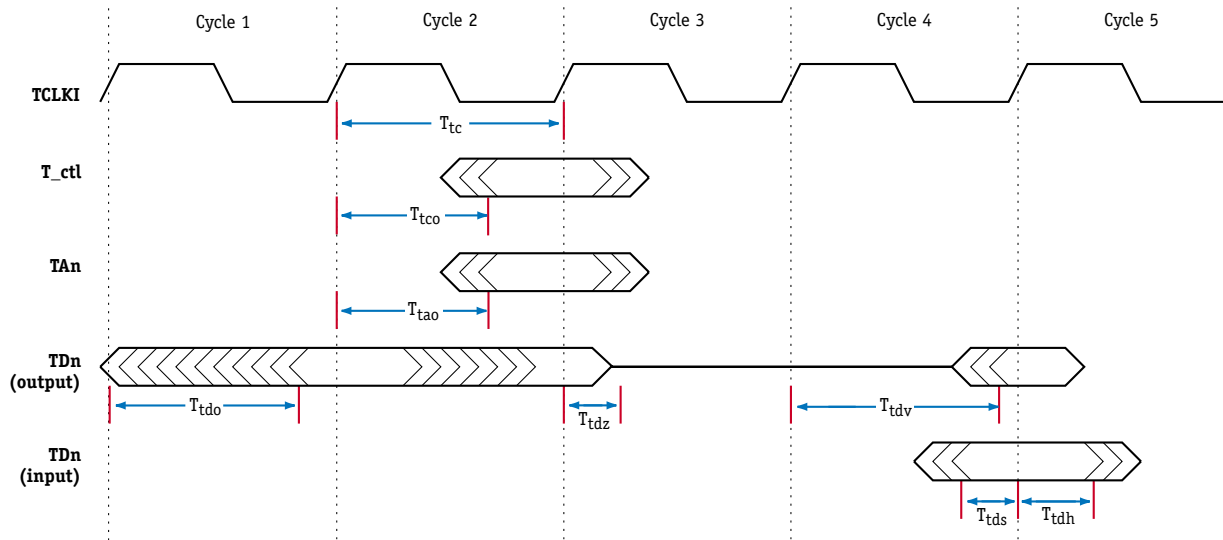 Cycle 1 Cycle 2 Cycle 3 Cycle 4 Cycle 5
TCLKI
Ttc
T_ctl
Ttco
TAn
Ttao
TDn
(output)
Ttdo Ttdz Ttdv
TDn
(input)
Ttds Ttdh